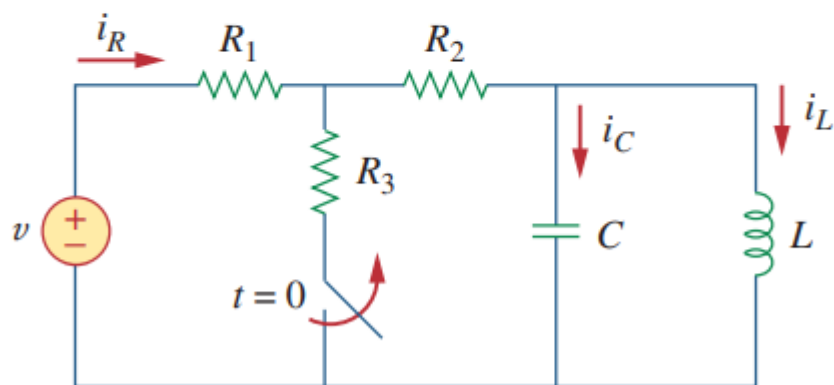 i_R
R_1
R_2
i_C
i_L
R_3
v
+
−
C
L
t = 0